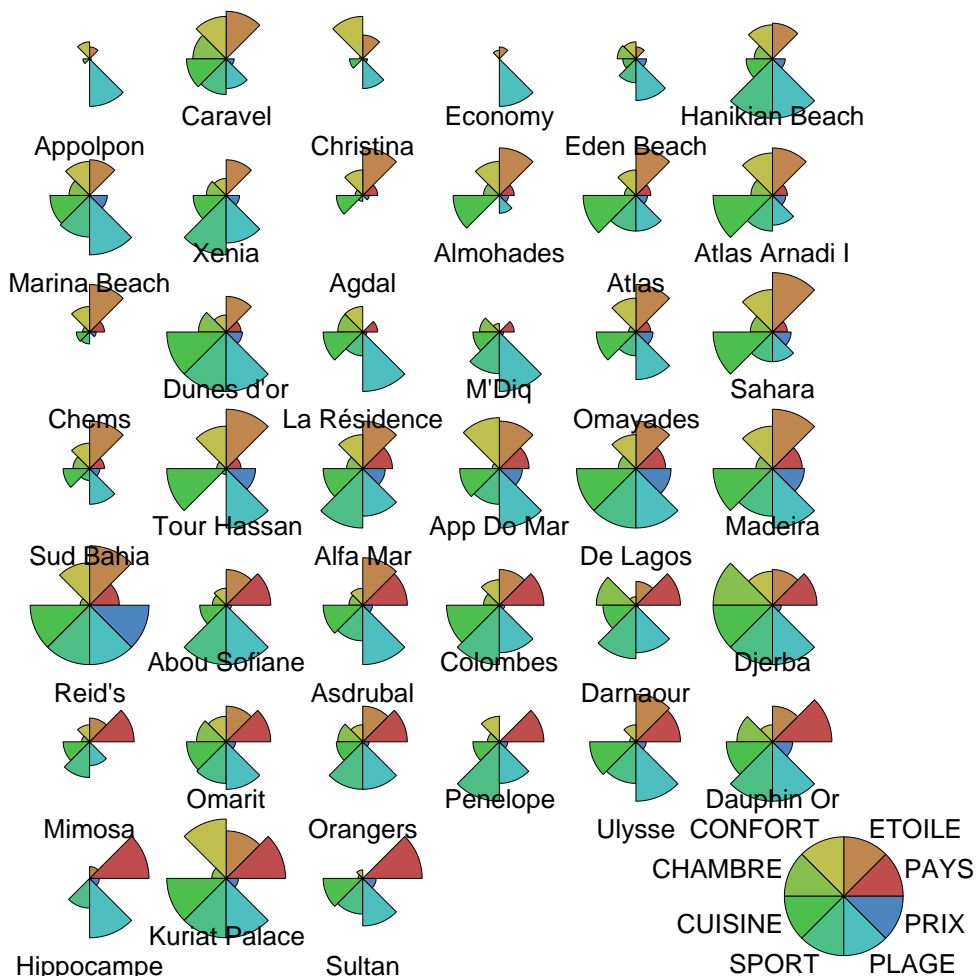 Caravel Economy Hanikian Beach
Appolpon Christina Eden Beach
Xenia Almohades Atlas Arnadi I
Marina Beach Agdal Atlas
Dunes d'or M'Diq Sahara
Chems La Résidence Omayades
Tour Hassan App Do Mar Madeira
Sud Bahia Alfa Mar De Lagos
Abou Sofiane Colombes Djerba
Reid's Asdrubal Darnaour
Omarit Penelope Dauphin Or
Mimosa Orangers Ulysse
CONFORT ETOILE
CHAMBRE PAYS
CUISINE PRIX
SPORT PLAGE
Kuriat Palace
Hippocampe Sultan